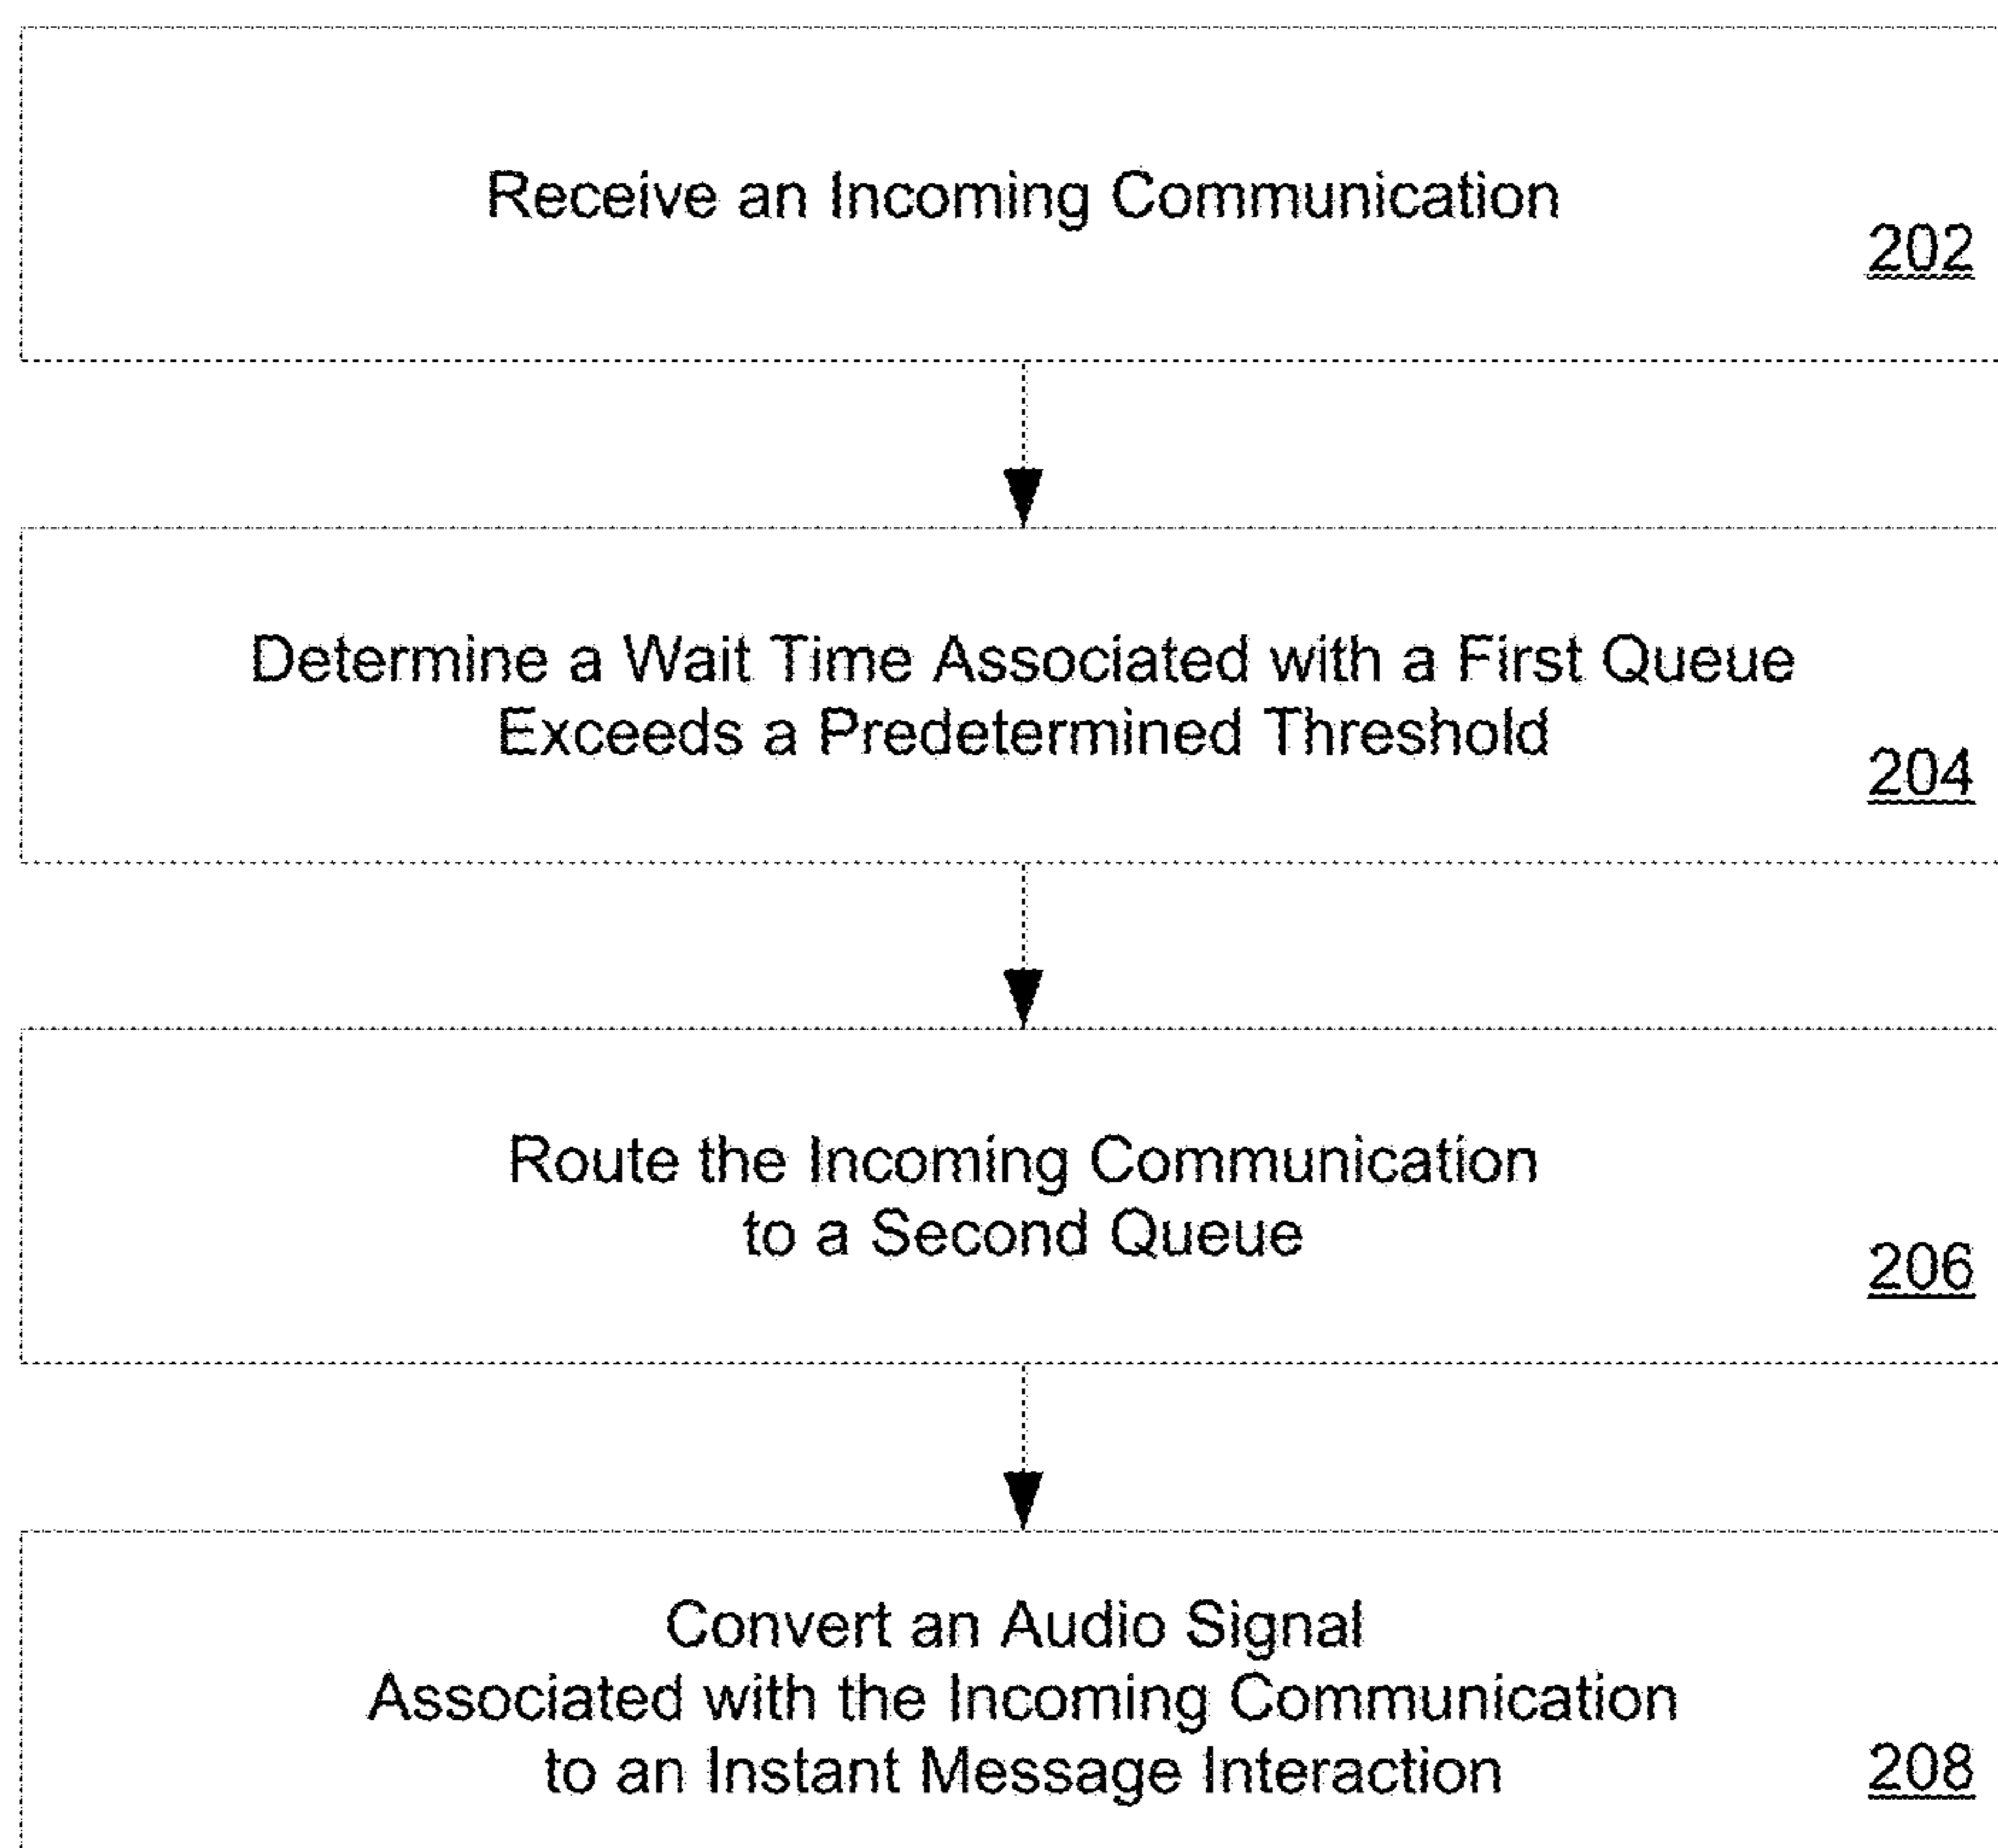 Receive an Incoming Communication
202
Determine a Wait Time Associated with a First Queue
Exceeds a Predetermined Threshold
204
Route the Incoming Communication
to a Second Queue
206
Convert an Audio Signal
Associated with the Incoming Communication
to an Instant Message Interaction
208